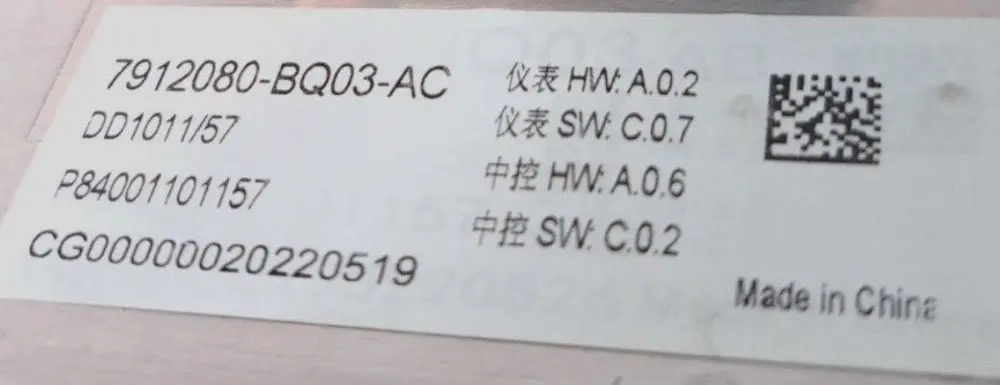 7912080-BQ03-AC
DD1011/57
P84001101157
CG00000020220519
仪表 HW: A.0.2
仪表 SW: C.0.7
中控 HW: A.0.6
中控 SW: C.0.2
Made in China